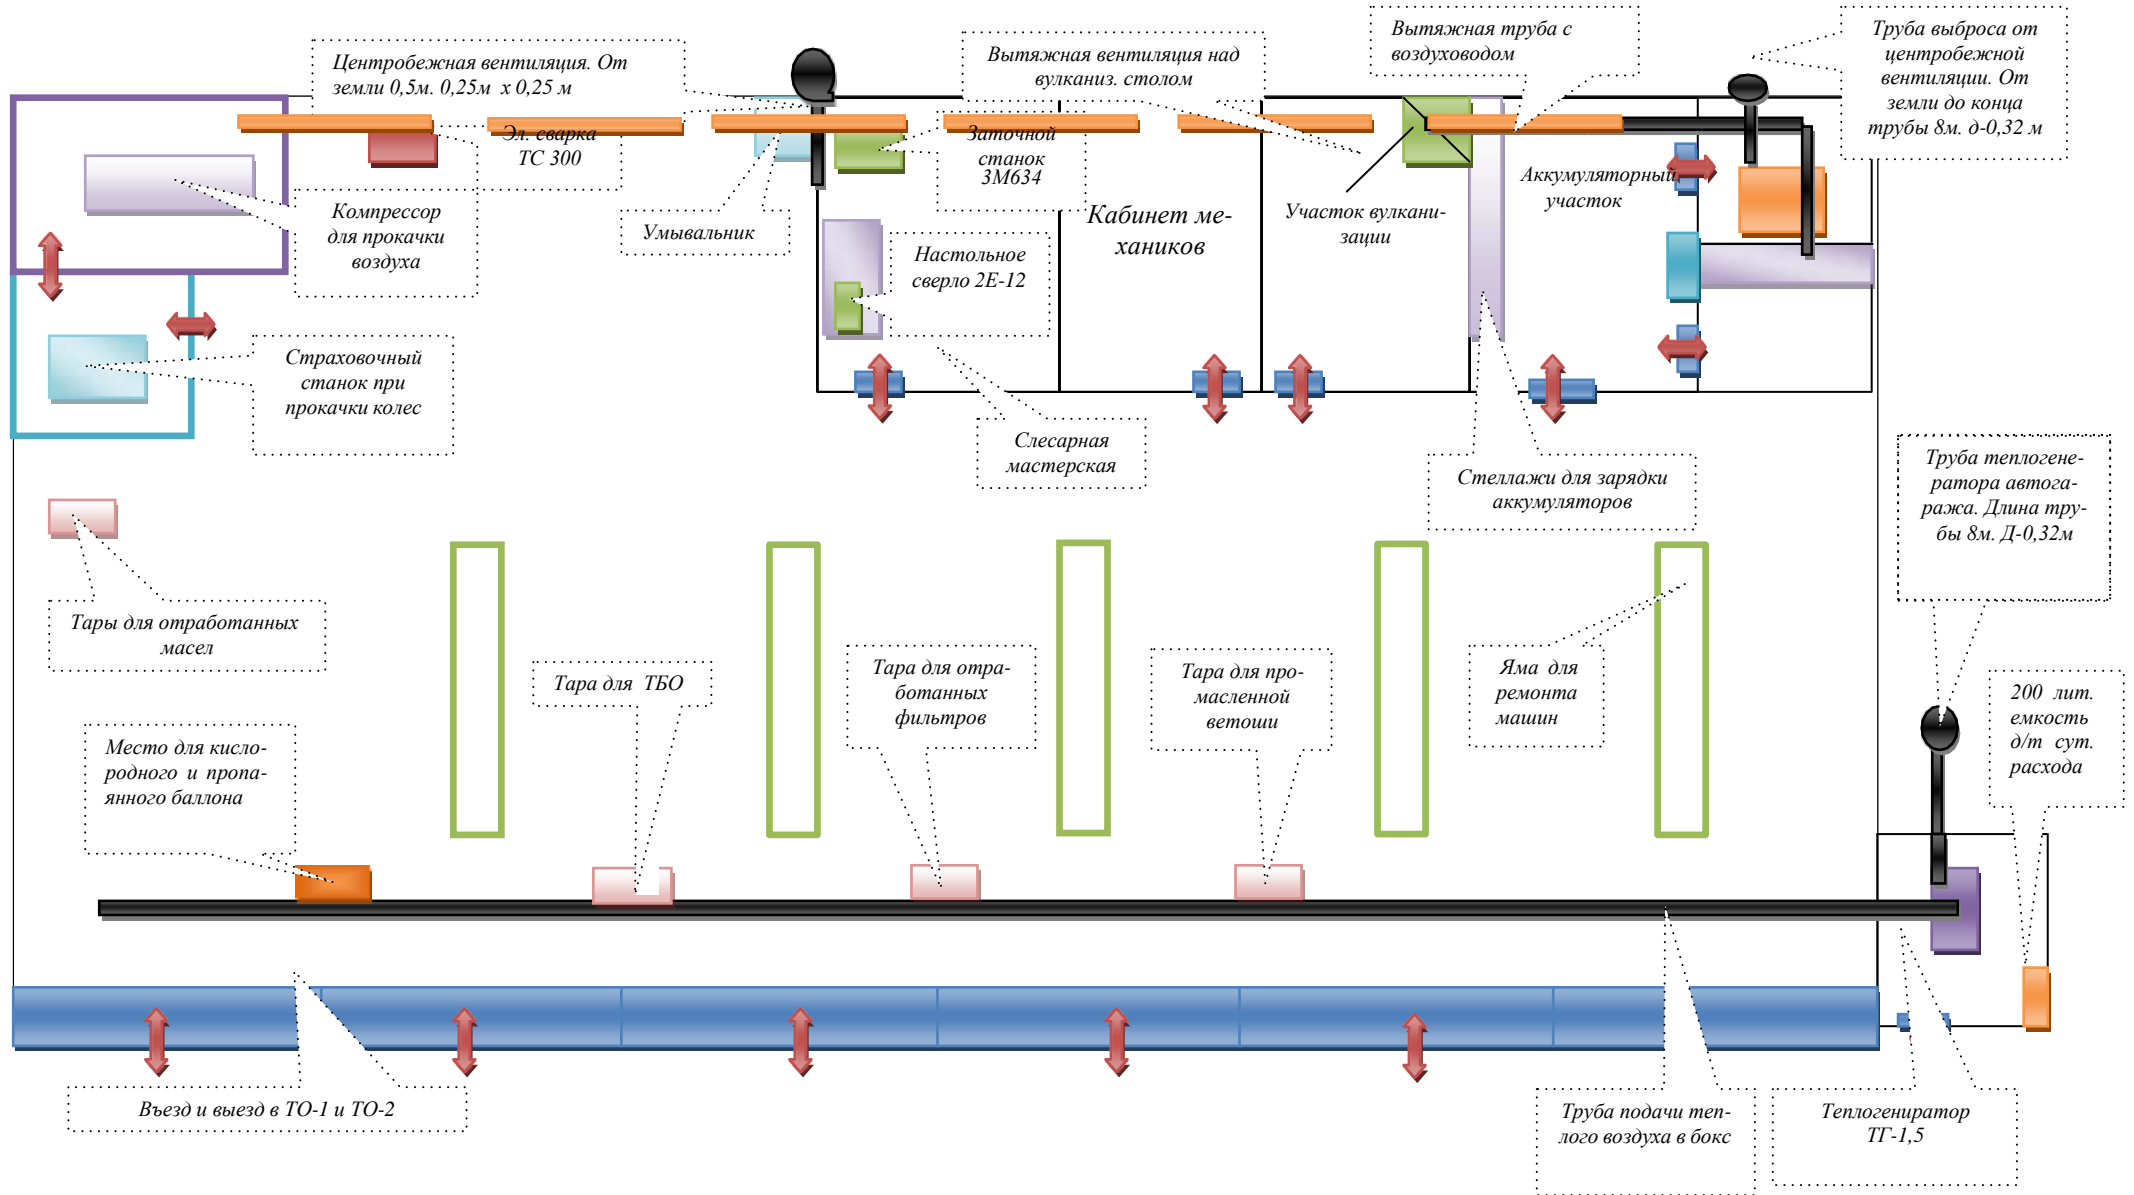 Центробежная вентиляция. От
земли 0,5м. 0,25м х 0,25 м
Вытяжная вентиляция над
вулканиз. столом
Вытяжная труба с
воздуховодом
Труба выброса от
центробежной
вентиляции. От
земли до конца
трубы 8м. д-0,32 м
Эл. сварка
ТС 300
Заточной
станок
3М634
Компрессор
для прокачки
воздуха
Умывальник
Настольное
сверло 2Е-12
Кабинет ме-
хаников
Участок вулкани-
зации
Аккумуляторный
участок
Страховочный
станок при
прокачки колес
Слесарная
мастерская
Стеллажи для зарядки
аккумуляторов
Труба теплогене-
ратора автога-
ража. Длина тру-
бы 8м. Д-0,32м
Тары для отработанных
масел
Тара для ТБО
Тара для отра-
ботанных
фильтров
Тара для про-
масленной
ветоши
Яма для
ремонта
машин
200 лит.
емкость
д/т сут.
расхода
Место для кисло-
родного и пропа-
янного баллона
Въезд и выезд в ТО-1 и ТО-2
Труба подачи теп-
лого воздуха в бокс
Теплогениратор
ТГ-1,5